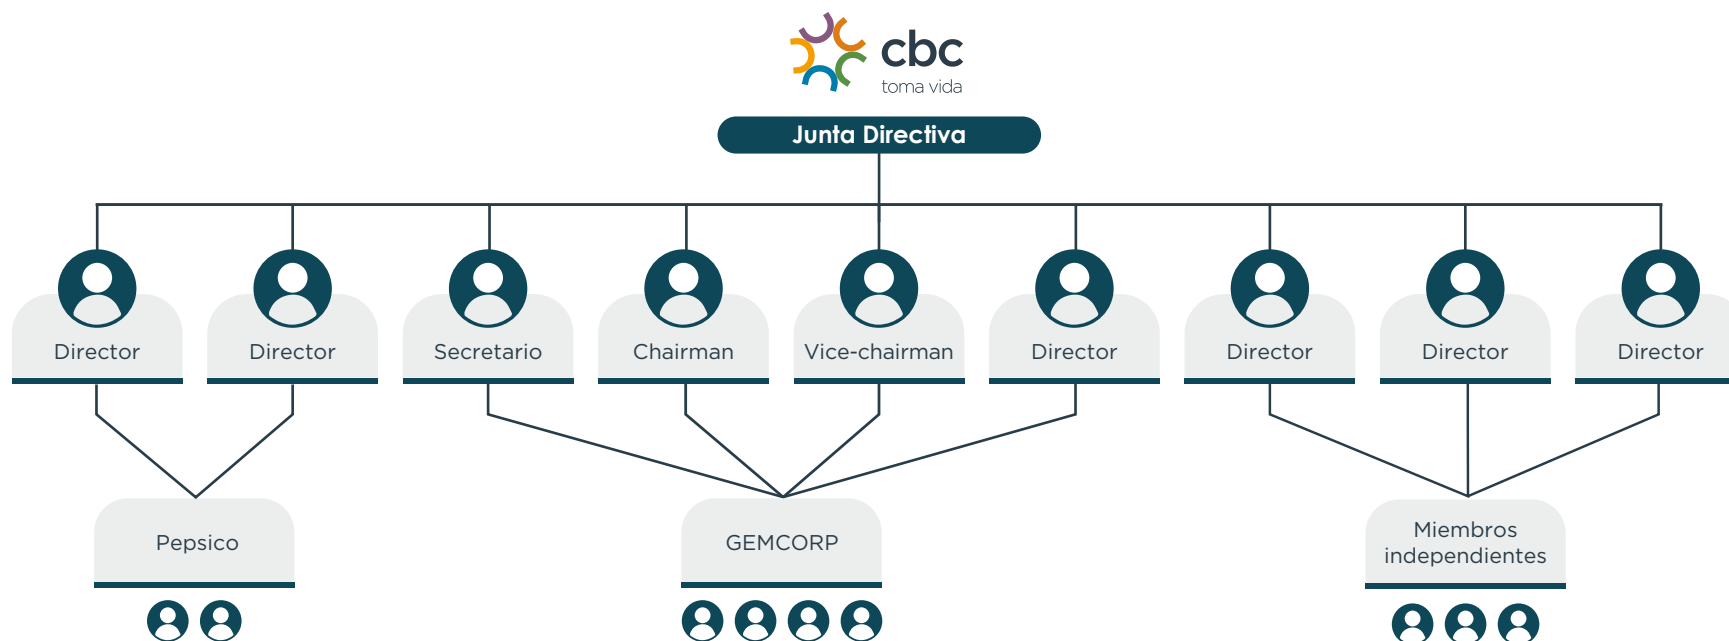 cbc
toma vida
Junta Directiva
Director
Director
Secretario
Chairman
Vice-chairman
Director
Director
Director
Director
Pepsico
GEMCORP
Miembros
independientes